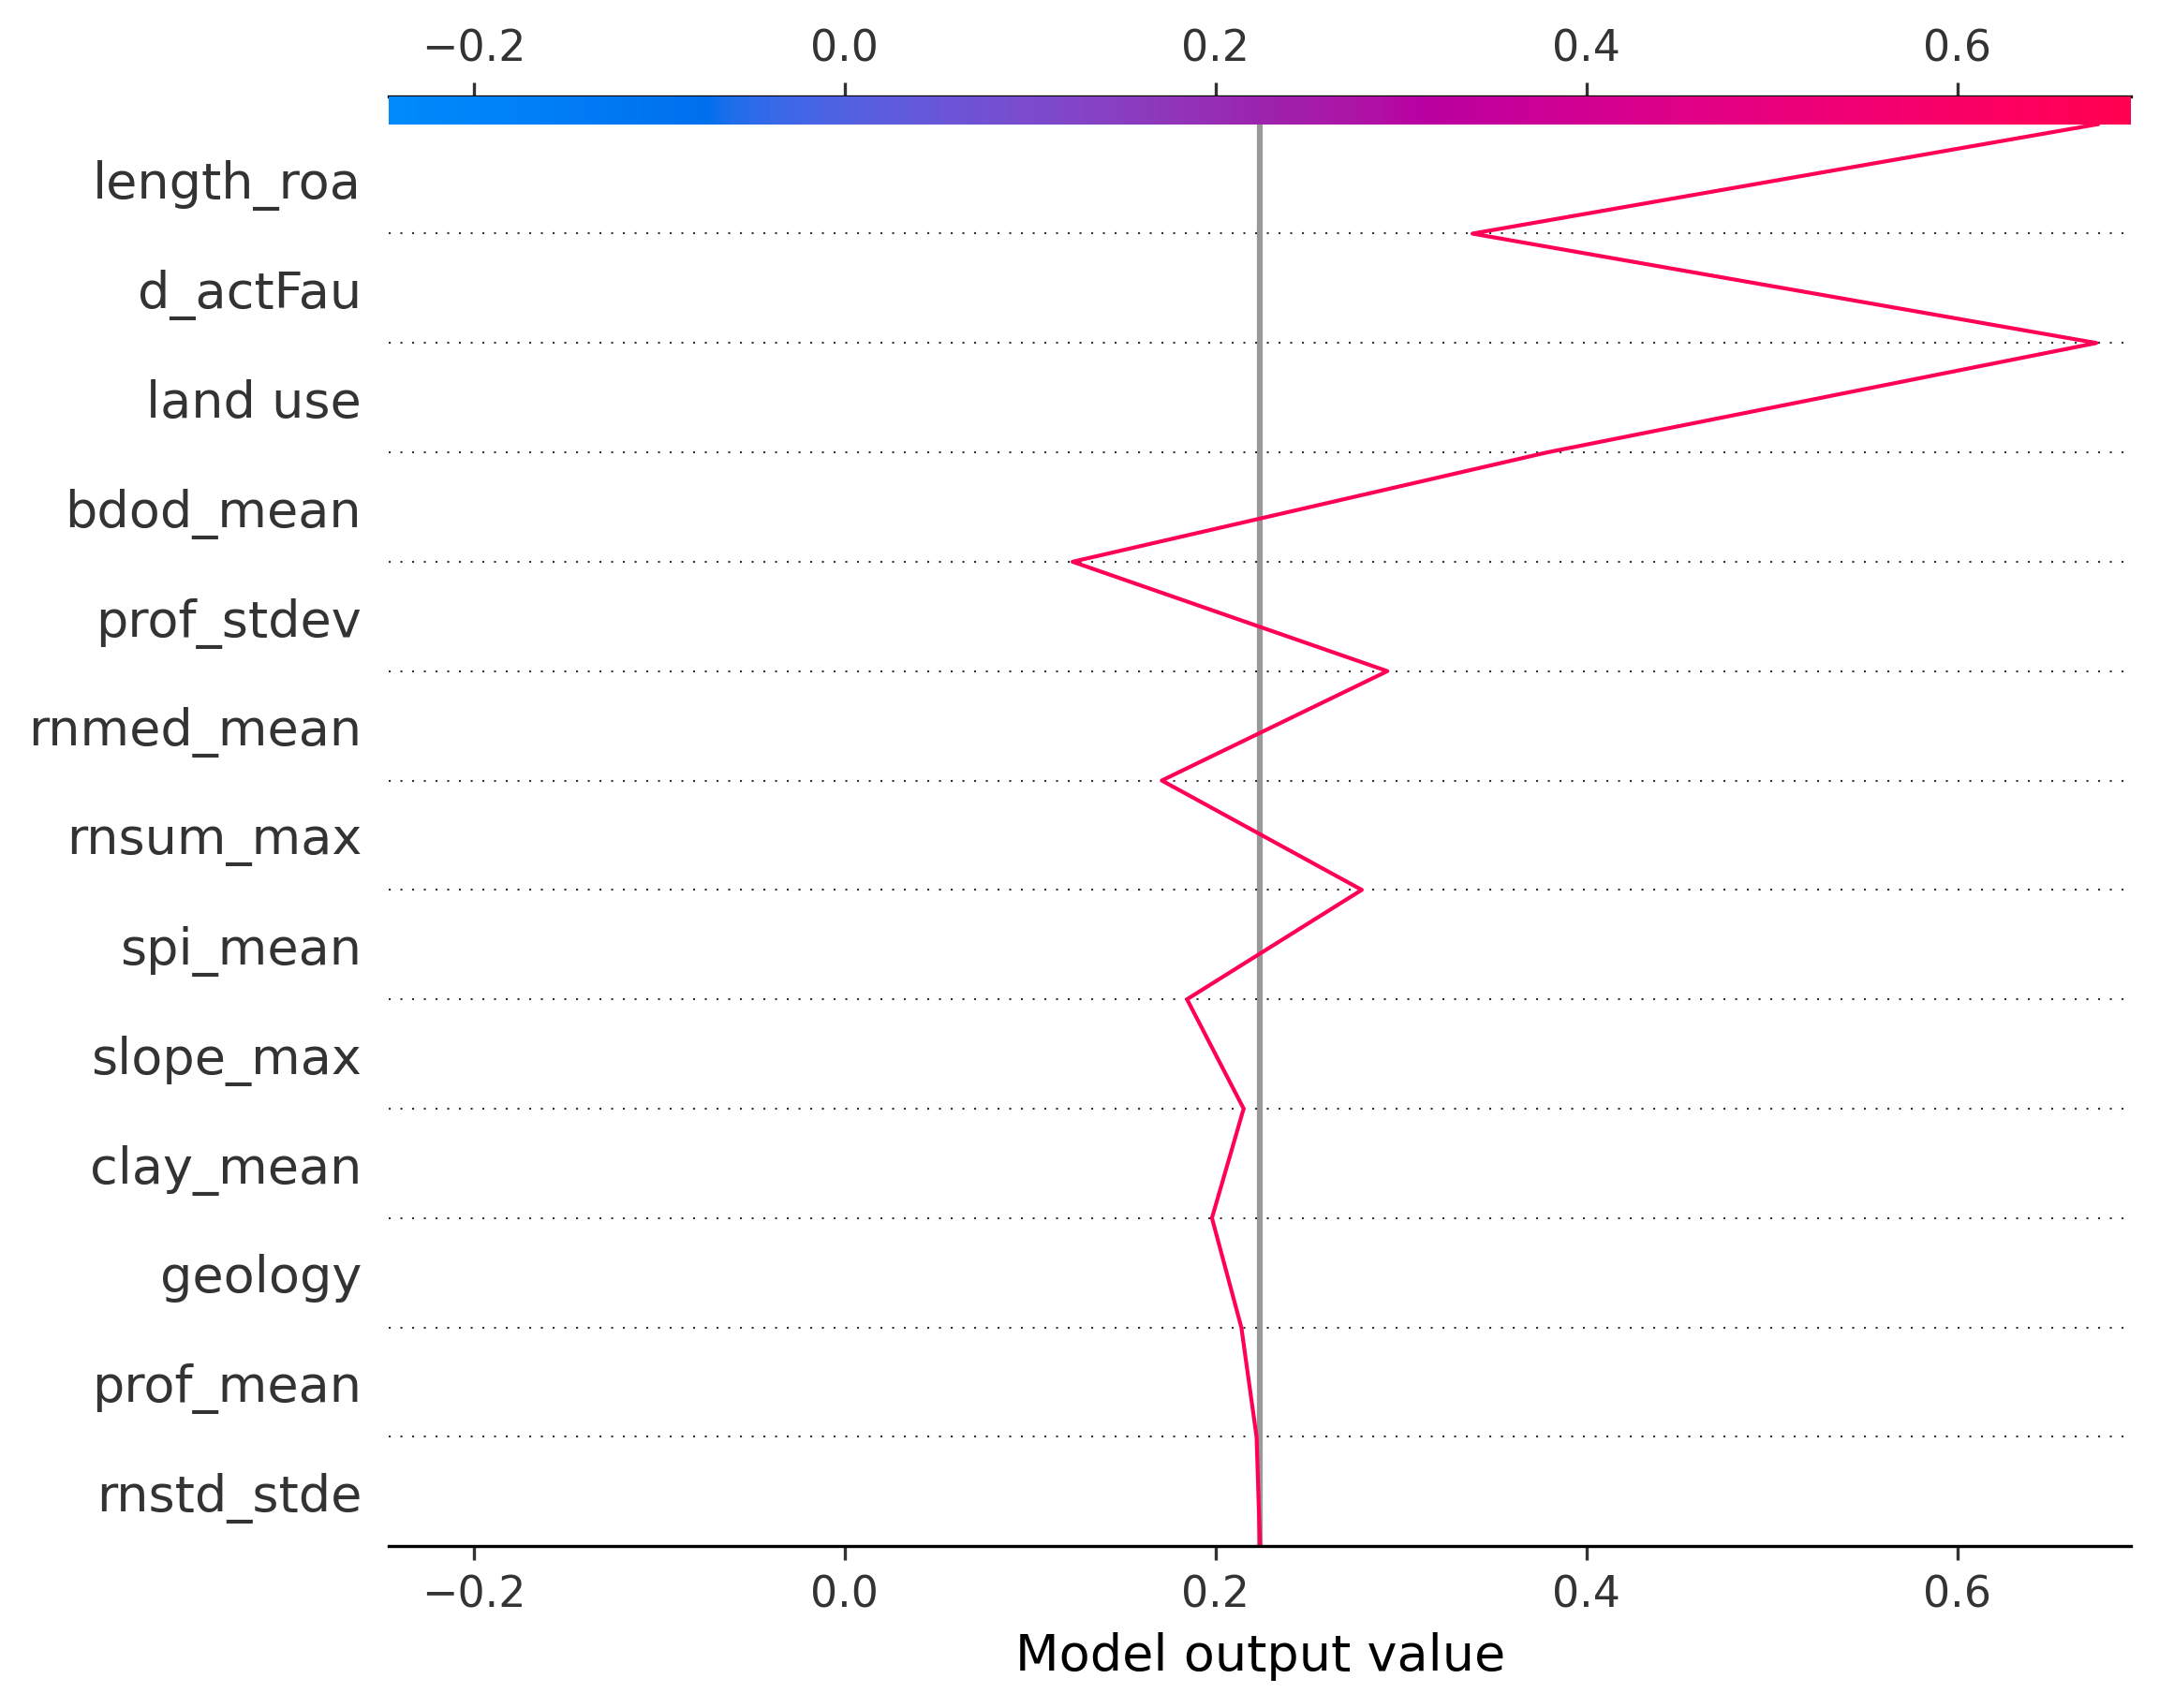 −0.2 0.0 0.2 0.4 0.6
length_roa
d_actFau
land use
bdod_mean
prof_stdev
rnmed_mean
rnsum_max
spi_mean
slope_max
clay_mean
geology
prof_mean
rnstd_stde
−0.2 0.0 0.2 0.4 0.6
Model output value